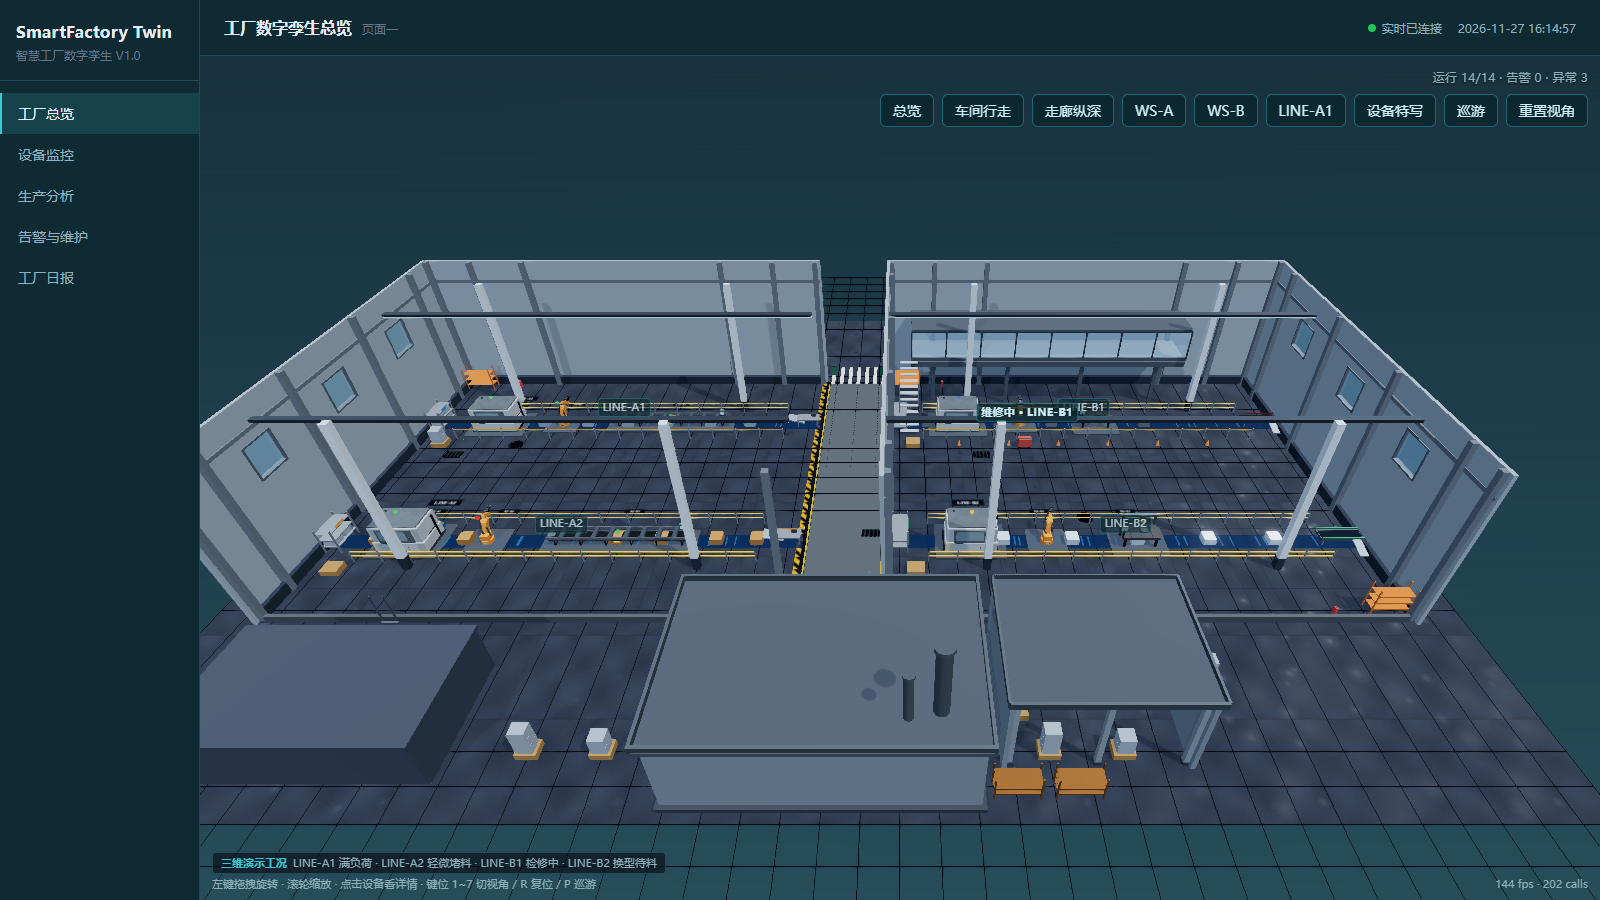 SmartFactory Twin
智慧工厂数字孪生 V1.0
工厂总览
设备监控
生产分析
告警与维护
工厂日报
工厂数字孪生总览 页面一
实时已连接 2026-11-27 16:14:57
运行 14/14 · 告警 0 · 异常 3
总览 车间行走 走廊纵深 WS-A WS-B LINE-A1 设备特写 巡游 重置视角
LINE-A1
维修中 · LINE-B1
LINE-A2
LINE-B2
三维演示工况 LINE-A1 满负荷 · LINE-A2 轻微堵料 · LINE-B1 检修中 · LINE-B2 换型待料
左键拖拽旋转 · 滚轮缩放 · 点击设备看详情 · 键位 1~7 切视角 / R 复位 / P 巡游
144 fps · 202 calls